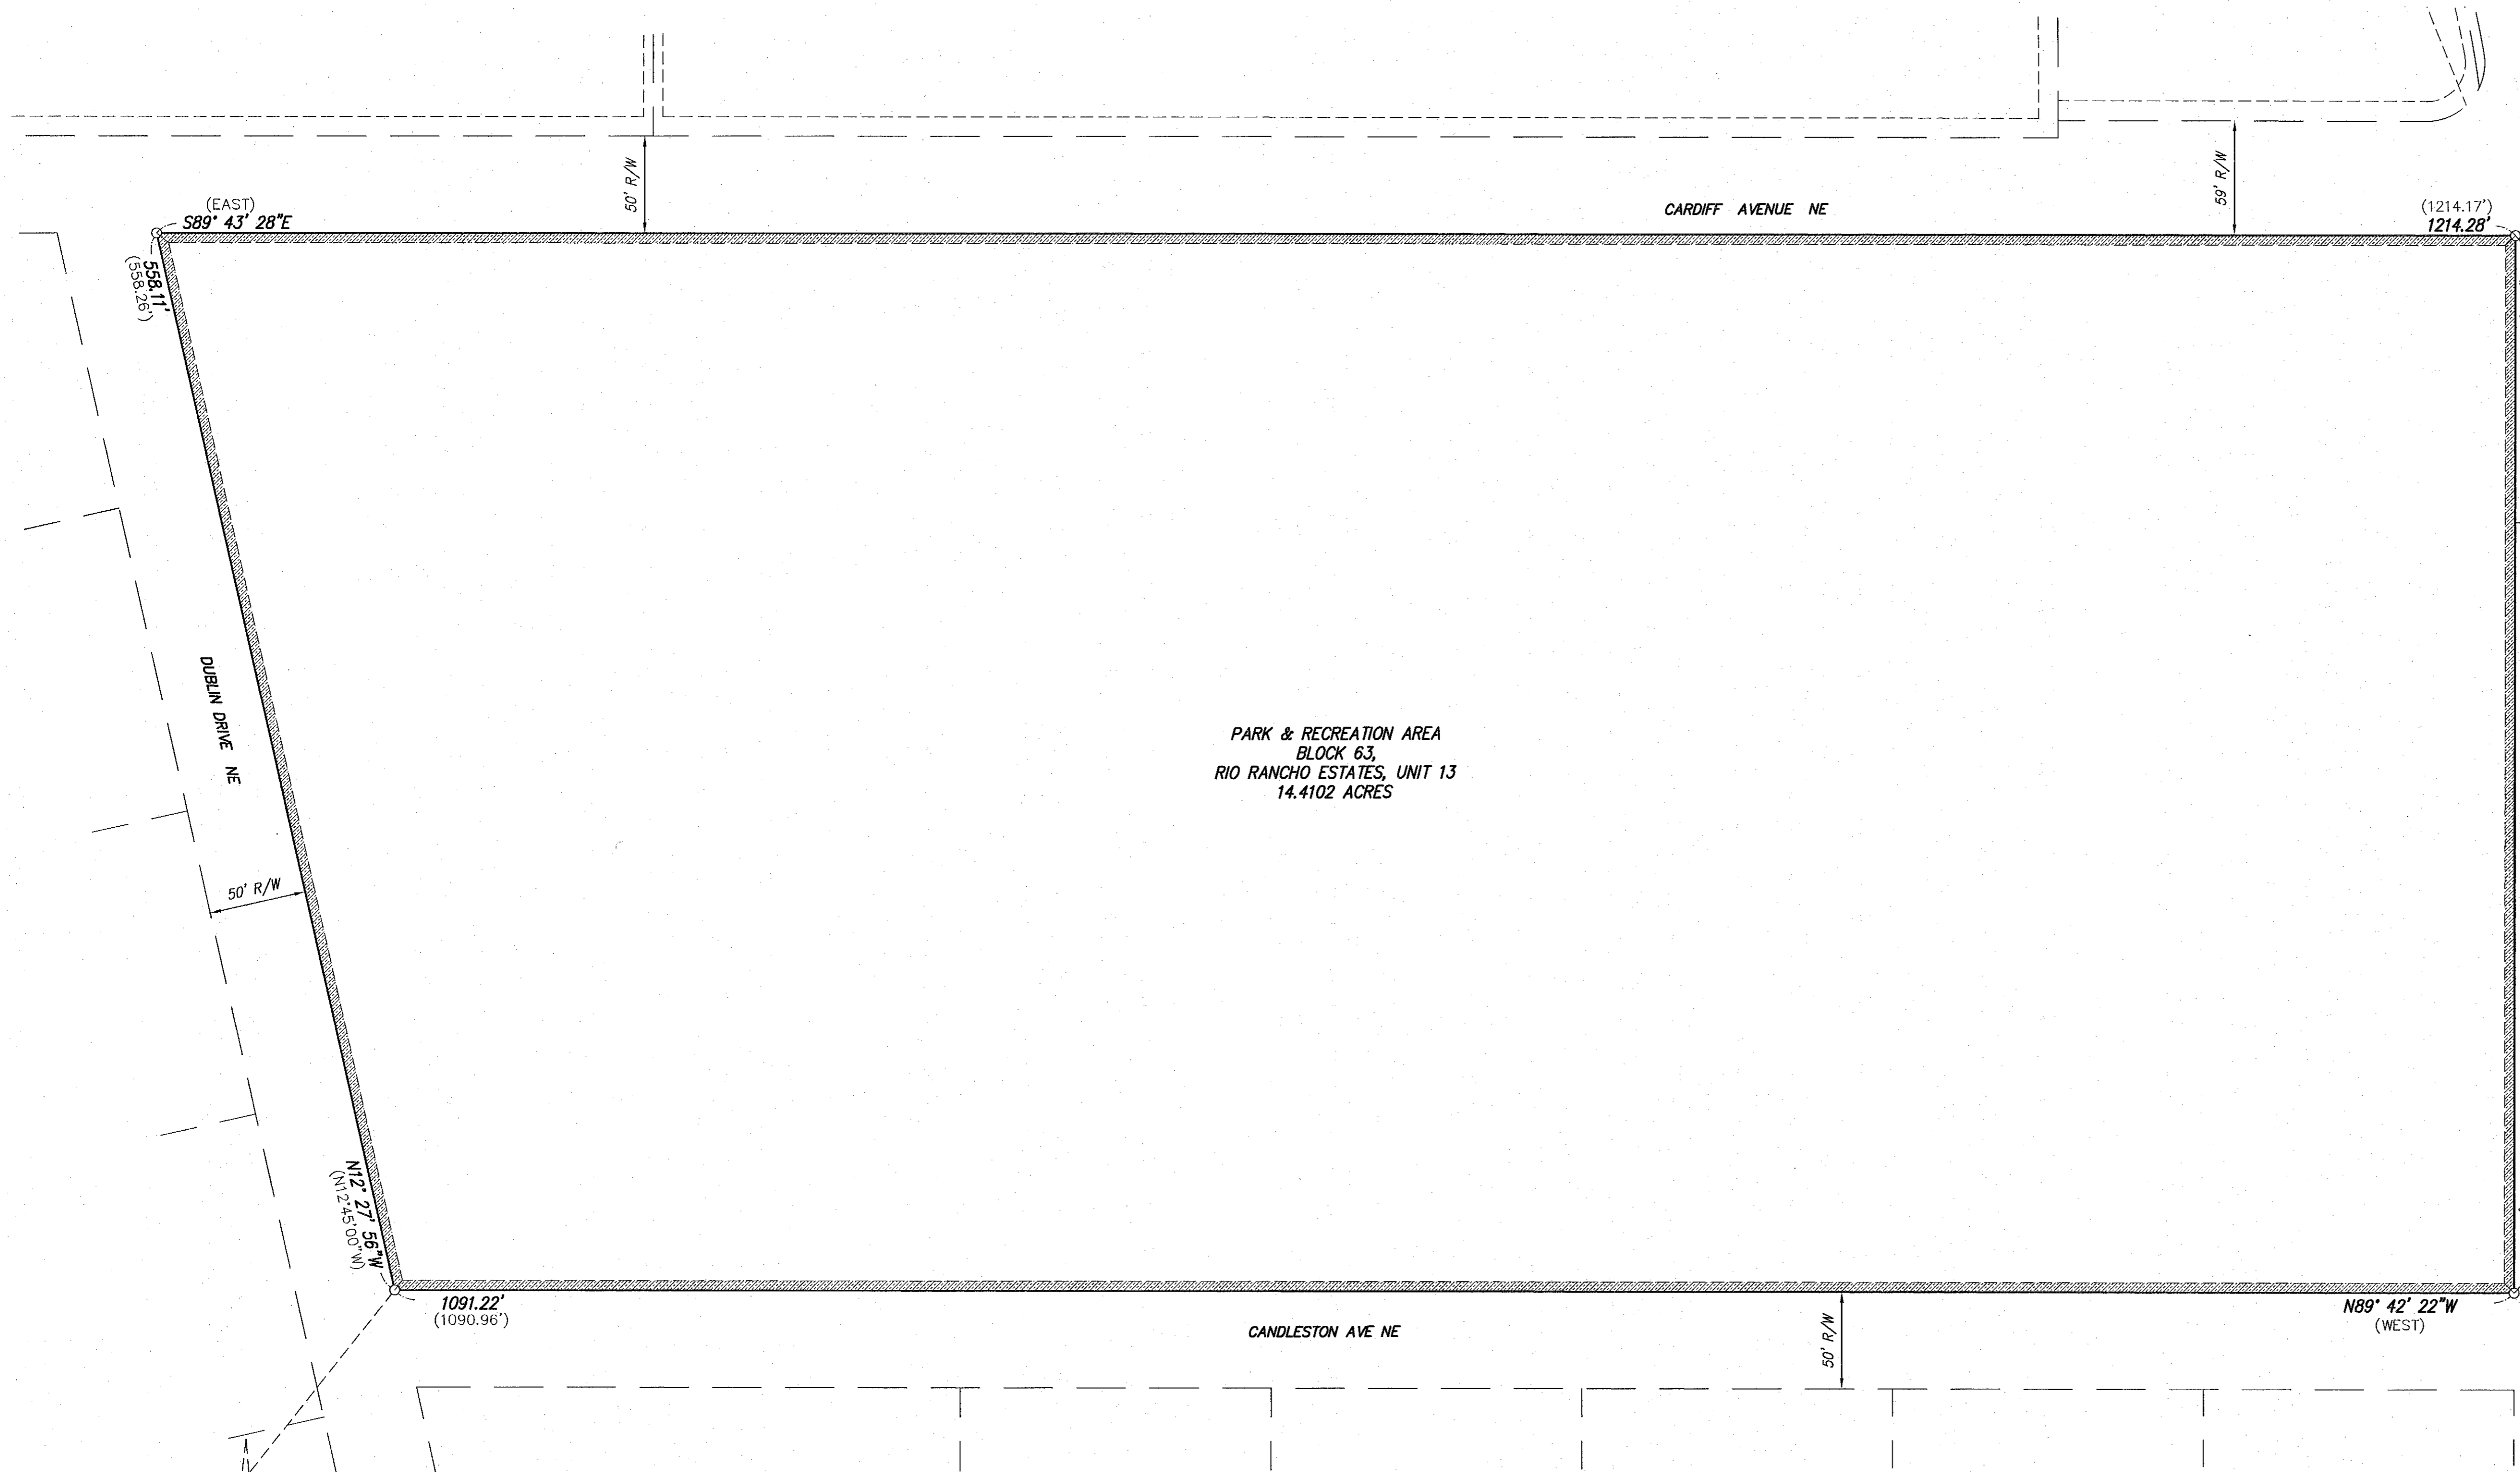 50' R/W
59' R/W
(EAST)
S89° 43' 28"E
CARDIFF AVENUE NE
(1214.17')
1214.28'
558.11'
(558.26')
DUBLIN DRIVE NE
PARK & RECREATION AREA
BLOCK 63,
RIO RANCHO ESTATES, UNIT 13
14.4102 ACRES
50' R/W
N12° 27' 56"W
(N12°45'00"W)
1091.22'
(1090.96')
CANDLESTON AVE NE
50' R/W
N89° 42' 22"W
(WEST)